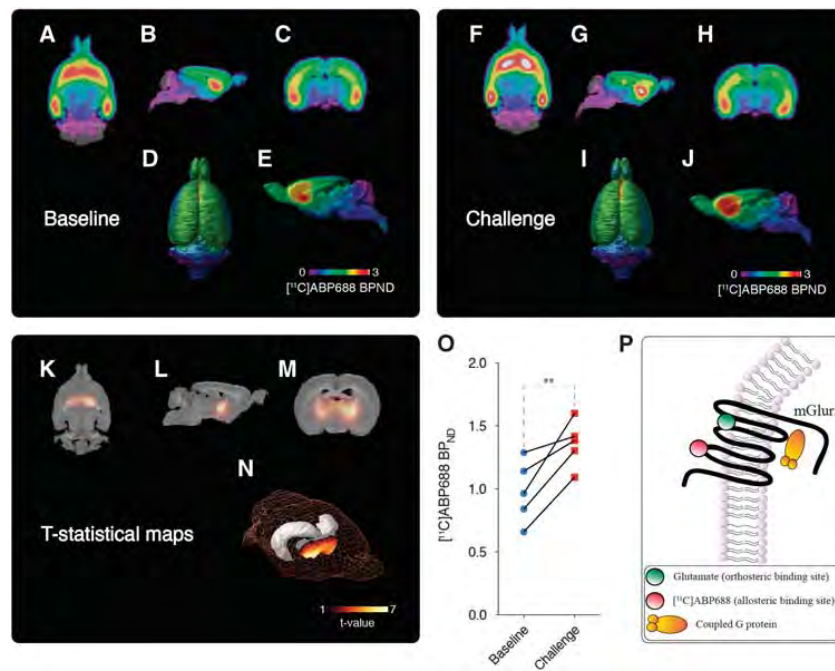 A
B
C
D
E
Baseline
0 3
[¹¹C]ABP688 BPND
F
G
H
I
J
Challenge
0 3
[¹¹C]ABP688 BPND
K
L
M
N
T-statistical maps
1 7
t-value
O
2.0
1.5
1.0
0.5
0.0
[¹¹C]ABP688 BP_ND
**
Baseline
Challenge
P
Glutamate (orthosteric binding site)
[¹¹C]ABP688 (allosteric binding site)
Coupled G protein